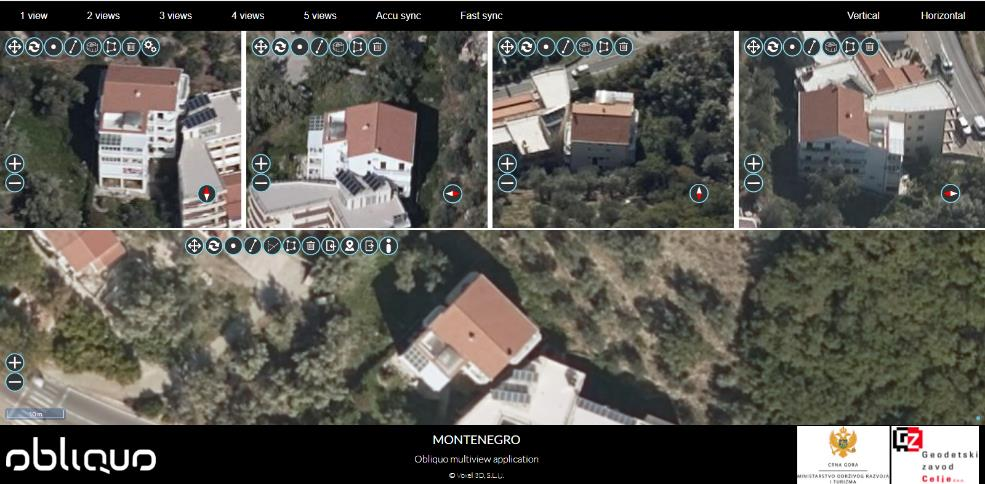 1 view 2 views 3 views 4 views 5 views Accu sync Fast sync Vertical Horizontal
10 m
obliquo
MONTENEGRO
Obliquo multiview application
© Voxel 3D, S.L.U.
CRNA GORA
MINISTARSTVO ODRŽIVOG RAZVOJA
I TURIZMA
GZ
Geodetski
zavod
Celje d.o.o.